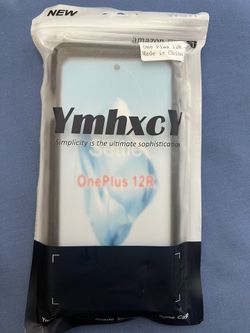 NEW
amazon
One Plus 12R
Made in China
YmhxcY
Simplicity is the ultimate sophistication
OnePlus 12R